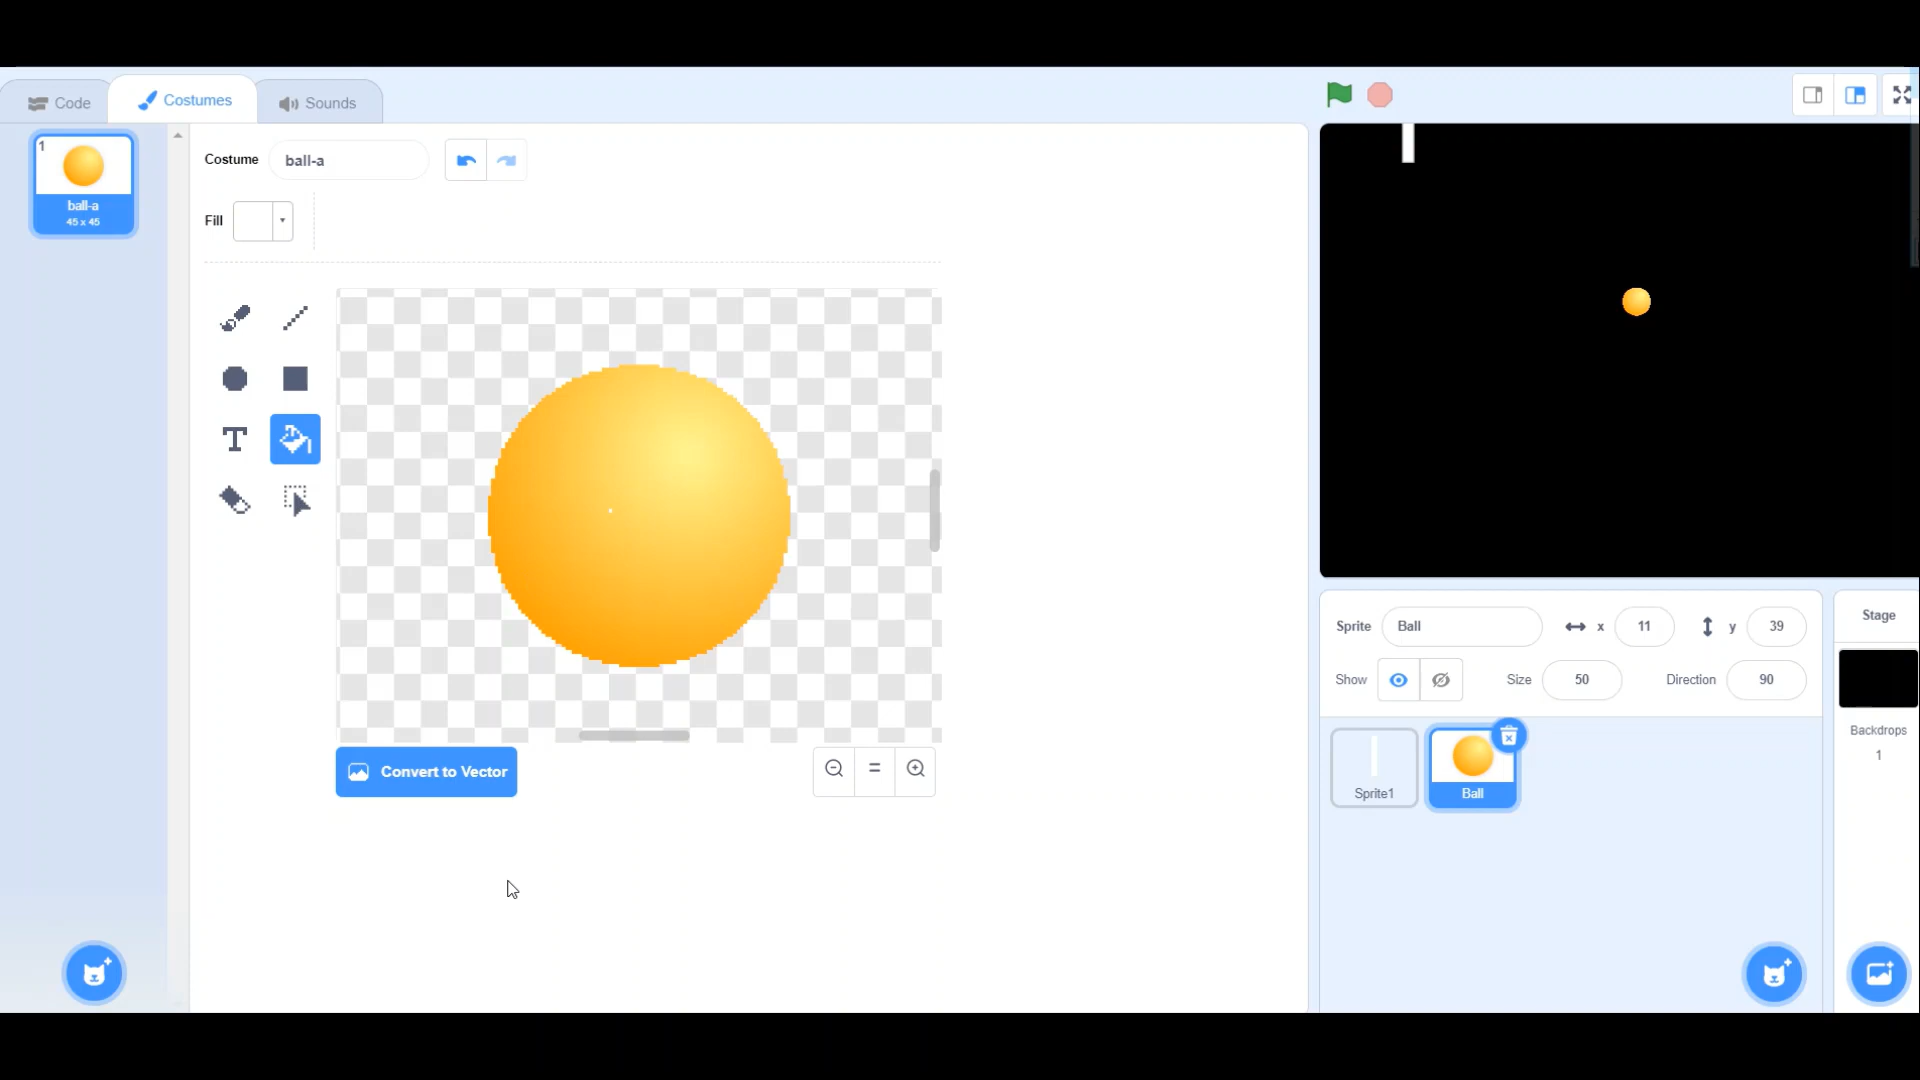 Code
Costumes
Sounds
1
ball-a
45 x 45
Costume
ball-a
Fill
Convert to Vector
Sprite
Ball
x
11
y
39
Show
Size
50
Direction
90
Sprite1
Ball
Stage
Backdrops
1